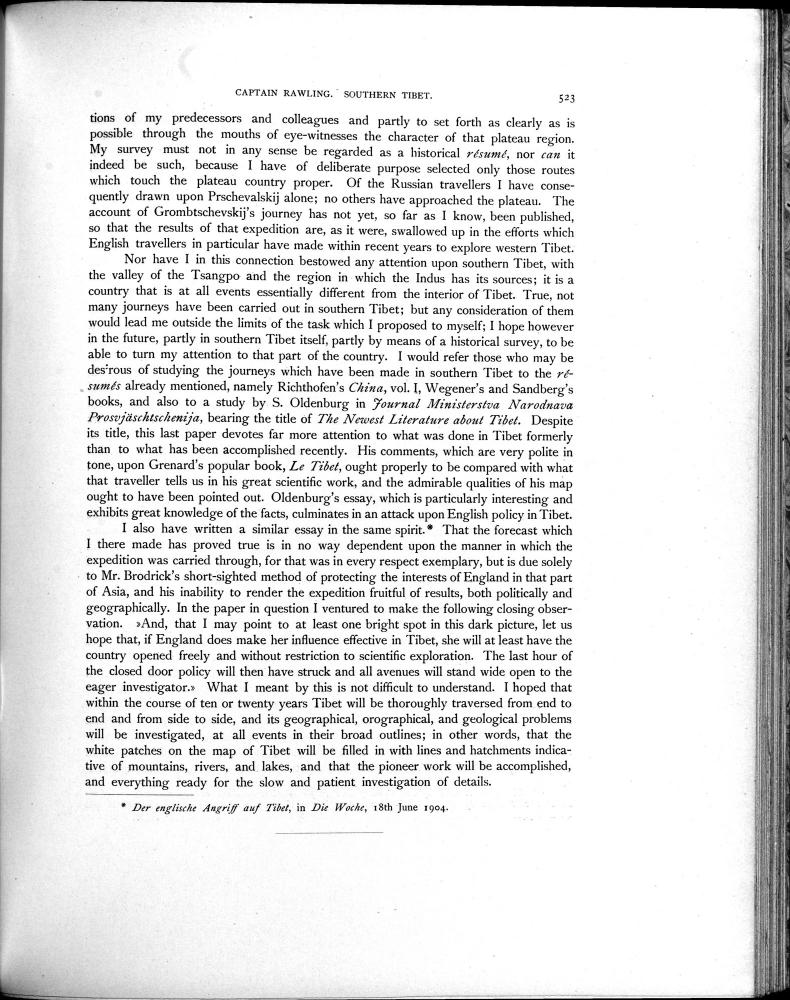 CAPTAIN RAWLING. SOUTHERN TIBET.
523
tions of my predecessors and colleagues and partly to set forth as clearly as is
possible through the mouths of eye-witnesses the character of that plateau region.
My survey must not in any sense be regarded as a historical résumé, nor can it
indeed be such, because I have of deliberate purpose selected only those routes
which touch the plateau country proper. Of the Russian travellers I have conse-
quently drawn upon Prschevalskij alone; no others have approached the plateau. The
account of Grombtschevskij's journey has not yet, so far as I know, been published,
so that the results of that expedition are, as it were, swallowed up in the efforts which
English travellers in particular have made within recent years to explore western Tibet.
Nor have I in this connection bestowed any attention upon southern Tibet, with
the valley of the Tsangpo and the region in which the Indus has its sources; it is a
country that is at all events essentially different from the interior of Tibet. True, not
many journeys have been carried out in southern Tibet; but any consideration of them
would lead me outside the limits of the task which I proposed to myself; I hope however
in the future, partly in southern Tibet itself, partly by means of a historical survey, to be
able to turn my attention to that part of the country. I would refer those who may be
desirous of studying the journeys which have been made in southern Tibet to the ré-
sumés already mentioned, namely Richthofen's China, vol. I, Wegener's and Sandberg's
books, and also to a study by S. Oldenburg in Journal Ministerstva Narodnava
Prosvjäschtschenija, bearing the title of The Newest Literature about Tibet. Despite
its title, this last paper devotes far more attention to what was done in Tibet formerly
than to what has been accomplished recently. His comments, which are very polite in
tone, upon Grenard's popular book, Le Tibet, ought properly to be compared with what
that traveller tells us in his great scientific work, and the admirable qualities of his map
ought to have been pointed out. Oldenburg's essay, which is particularly interesting and
exhibits great knowledge of the facts, culminates in an attack upon English policy in Tibet.
I also have written a similar essay in the same spirit.* That the forecast which
I there made has proved true is in no way dependent upon the manner in which the
expedition was carried through, for that was in every respect exemplary, but is due solely
to Mr. Brodrick's short-sighted method of protecting the interests of England in that part
of Asia, and his inability to render the expedition fruitful of results, both politically and
geographically. In the paper in question I ventured to make the following closing obser-
vation. »And, that I may point to at least one bright spot in this dark picture, let us
hope that, if England does make her influence effective in Tibet, she will at least have the
country opened freely and without restriction to scientific exploration. The last hour of
the closed door policy will then have struck and all avenues will stand wide open to the
eager investigator.» What I meant by this is not difficult to understand. I hoped that
within the course of ten or twenty years Tibet will be thoroughly traversed from end to
end and from side to side, and its geographical, orographical, and geological problems
will be investigated, at all events in their broad outlines; in other words, that the
white patches on the map of Tibet will be filled in with lines and hatchments indica-
tive of mountains, rivers, and lakes, and that the pioneer work will be accomplished,
and everything ready for the slow and patient investigation of details.
* Der englische Angriff auf Tibet, in Die Woche, 18th June 1904.